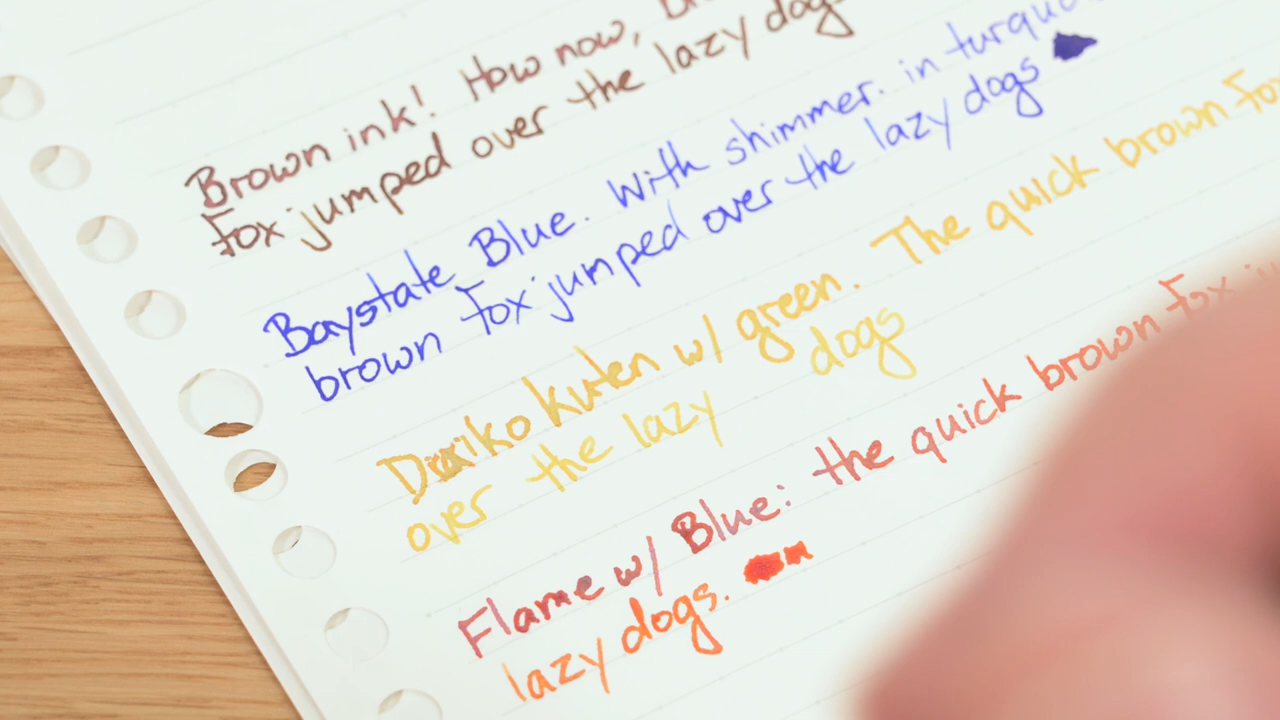 Brown ink! How now,
Fox jumped over the lazy dogs
Baystate Blue. With shimmer. in
brown Fox jumped over the lazy dogs
Draiko Kuten w/ green. The quick brown Fox
over the lazy dogs
Flame w/ Blue: the quick brown Fox
lazy dogs.